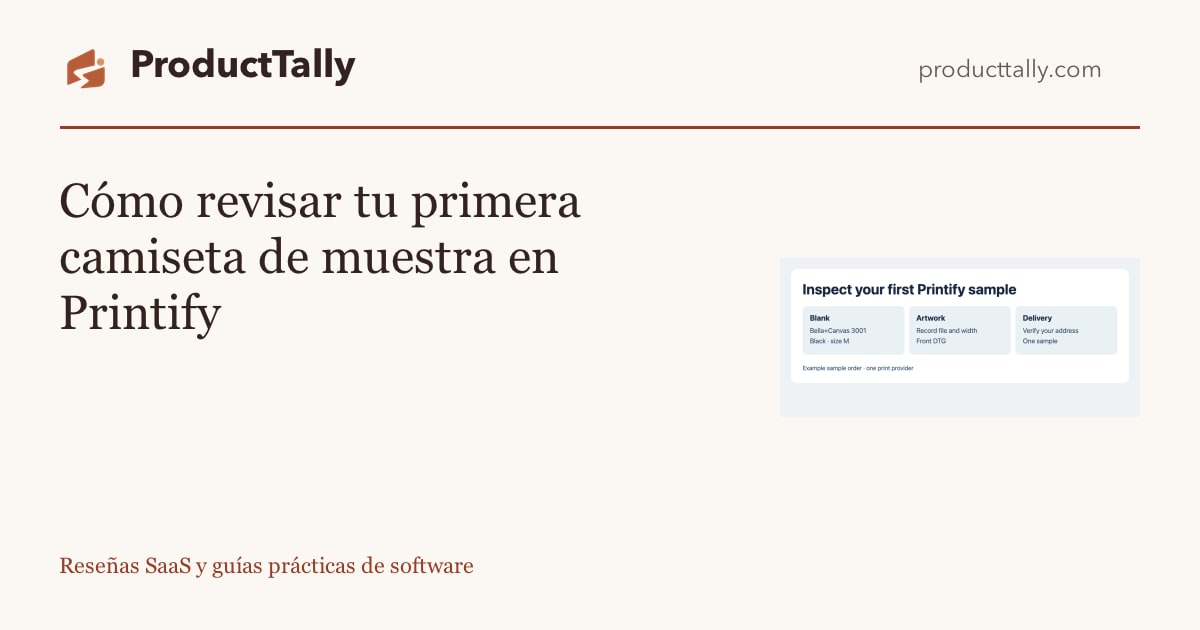 ProductTally
producttally.com
Cómo revisar tu primera
camiseta de muestra en
Printify
Inspect your first Printify sample
Blank
Bella+Canvas 3001
Black · size M
Artwork
Record file and width
Front DTG
Delivery
Verify your address
One sample
Example sample order · one print provider
Reseñas SaaS y guías prácticas de software